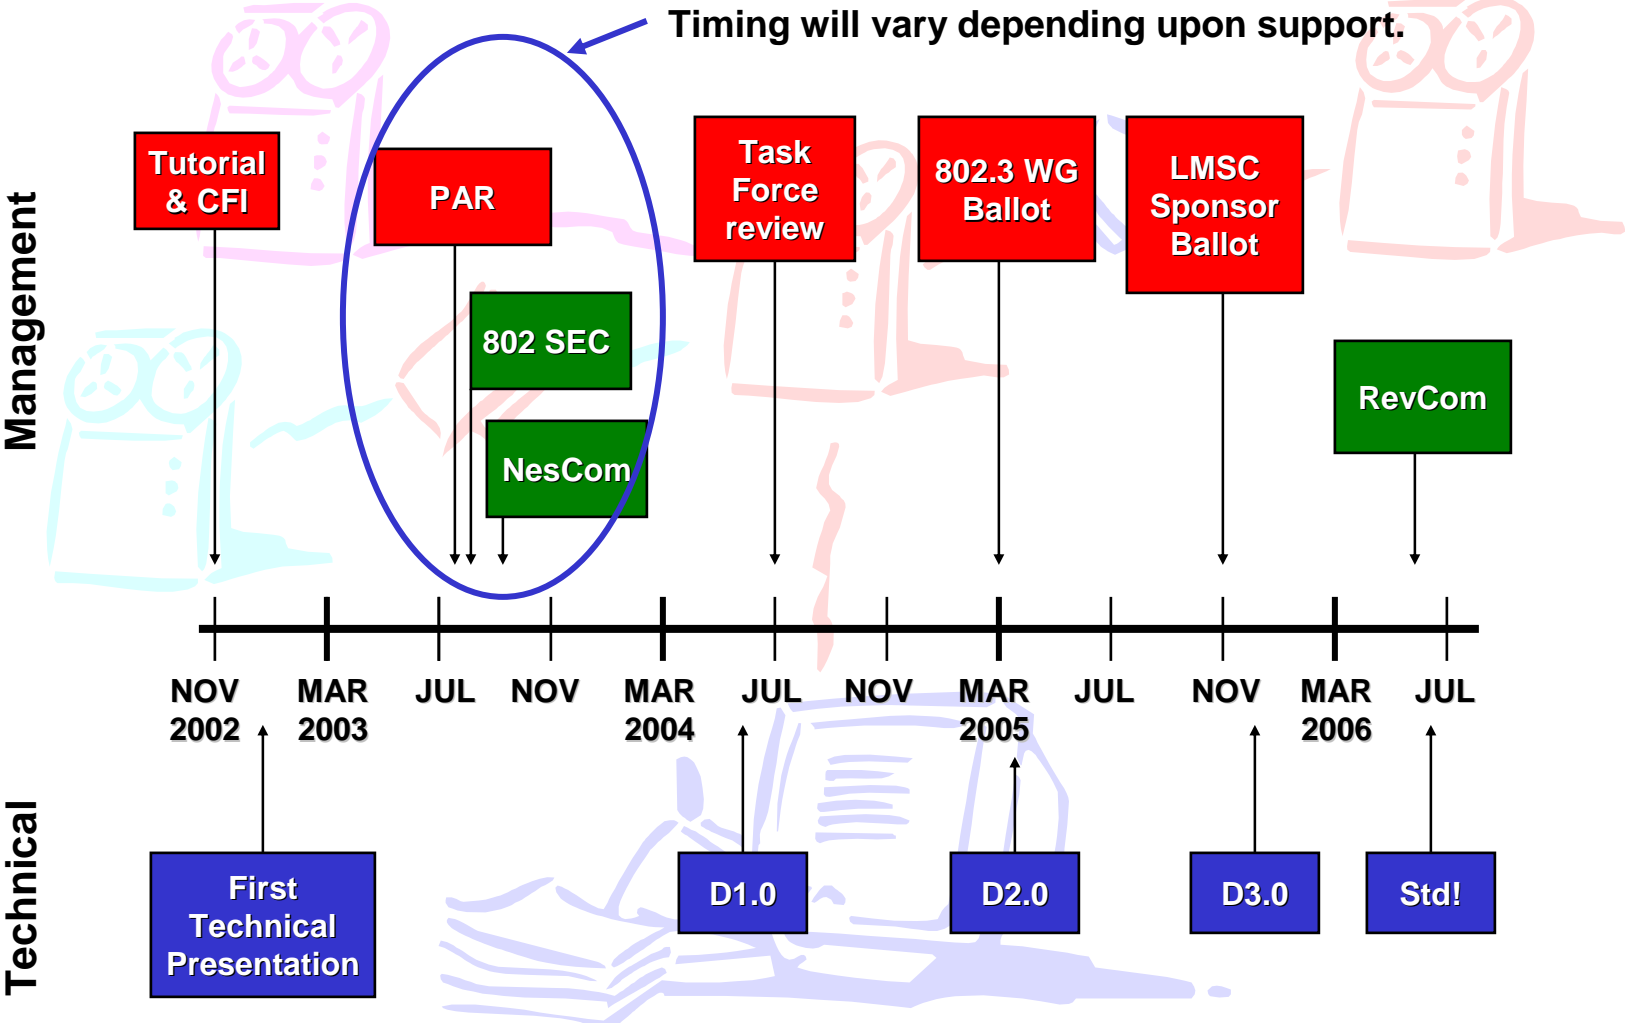 Timing will vary depending upon support.
Management
Tutorial
& CFI
PAR
802 SEC
NesCom
Task
Force
review
802.3 WG
Ballot
LMSC
Sponsor
Ballot
RevCom
NOV
2002
MAR
2003
JUL
NOV
MAR
2004
JUL
NOV
MAR
2005
JUL
NOV
MAR
2006
JUL
Technical
First
Technical
Presentation
D1.0
D2.0
D3.0
Std!